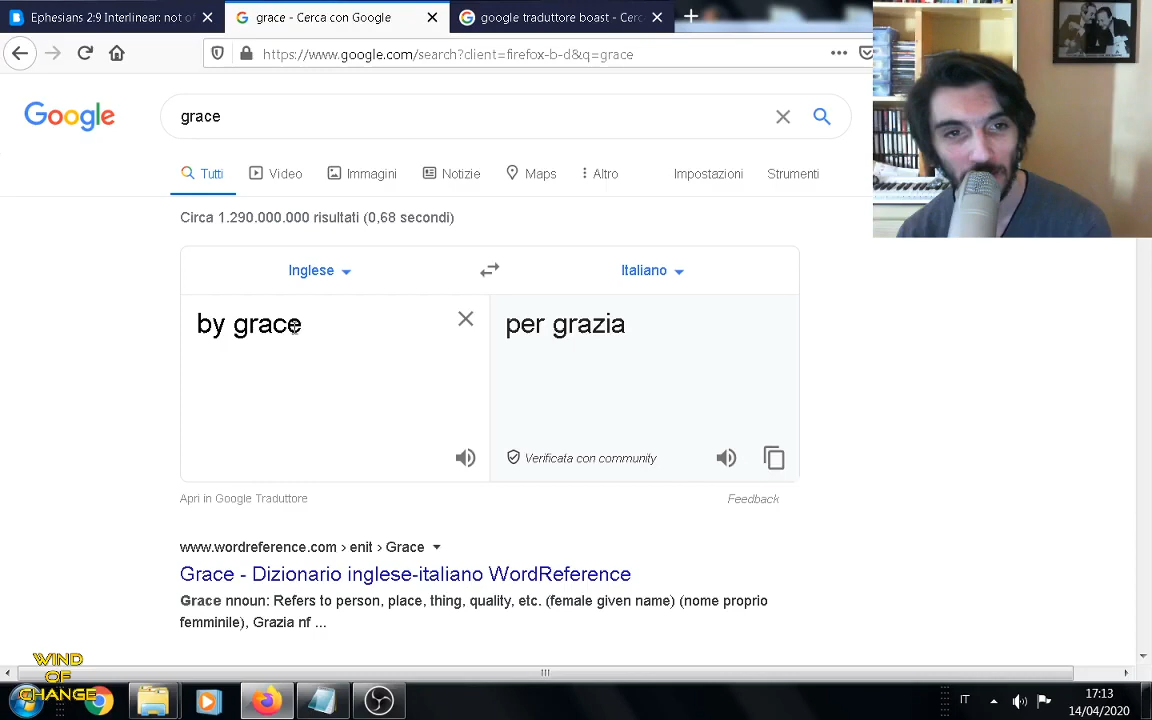 Ephesians 2:9 Interlinear: not of
grace - Cerca con Google
google traduttore boast - Cerc
https://www.google.com/search?client=firefox-b-d&q=grace
Google
grace
Tutti Video Immagini Notizie Maps Altro Impostazioni Strumenti
Circa 1.290.000.000 risultati (0,68 secondi)
Inglese Italiano
by grace per grazia
Verificata con community
Apri in Google Traduttore Feedback
www.wordreference.com › enit › Grace
Grace - Dizionario inglese-italiano WordReference
Grace nnoun: Refers to person, place, thing, quality, etc. (female given name) (nome proprio
femminile), Grazia nf ...
WIND
OF
CHANGE
IT 17:13
14/04/2020